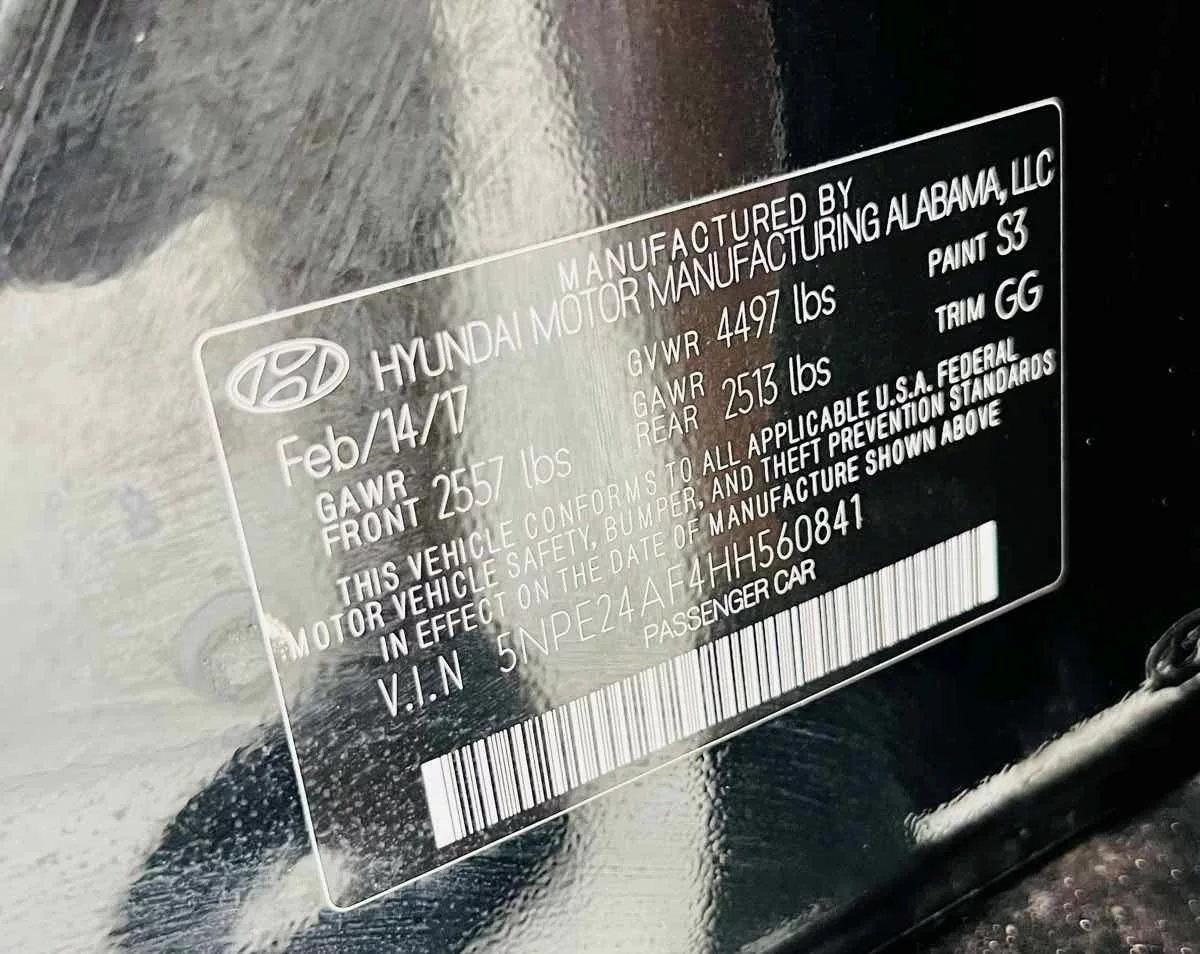 MANUFACTURED BY
HYUNDAI MOTOR MANUFACTURING ALABAMA, LLC
Feb/14/17 GVWR 4497 lbs PAINT S3
GAWR FRONT 2557 lbs GAWR REAR 2513 lbs TRIM GG
THIS VEHICLE CONFORMS TO ALL APPLICABLE U.S.A. FEDERAL
MOTOR VEHICLE SAFETY, BUMPER, AND THEFT PREVENTION STANDARDS
IN EFFECT ON THE DATE OF MANUFACTURE SHOWN ABOVE
V.I.N 5NPE24AF4HH560841
PASSENGER CAR